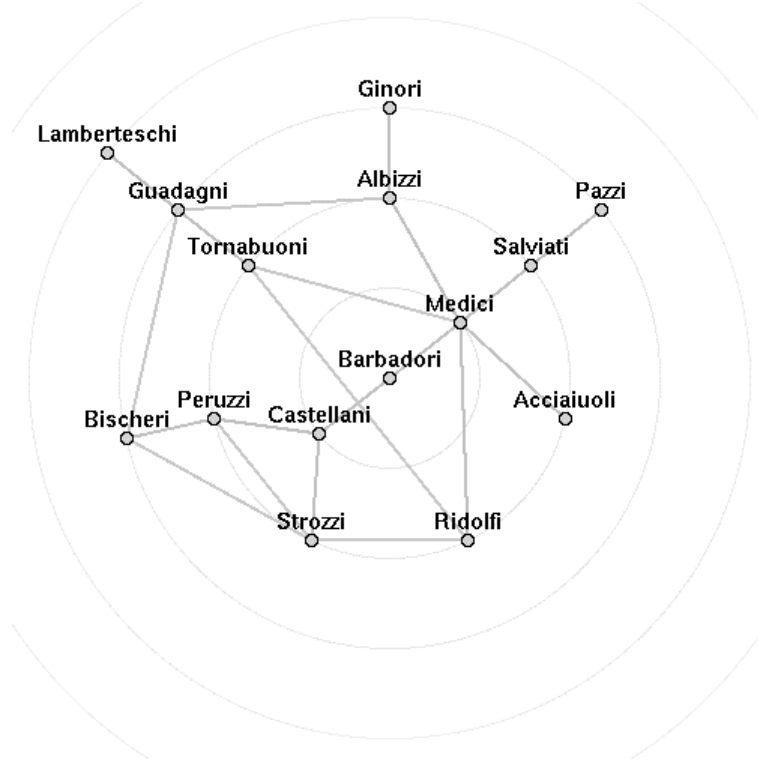 Ginori
Lamberteschi
Albizzi
Guadagni
Pazzi
Tornabuoni
Salviati
Medici
Barbadori
Peruzzi
Acciaiuoli
Castellani
Bischeri
Strozzi
Ridolfi